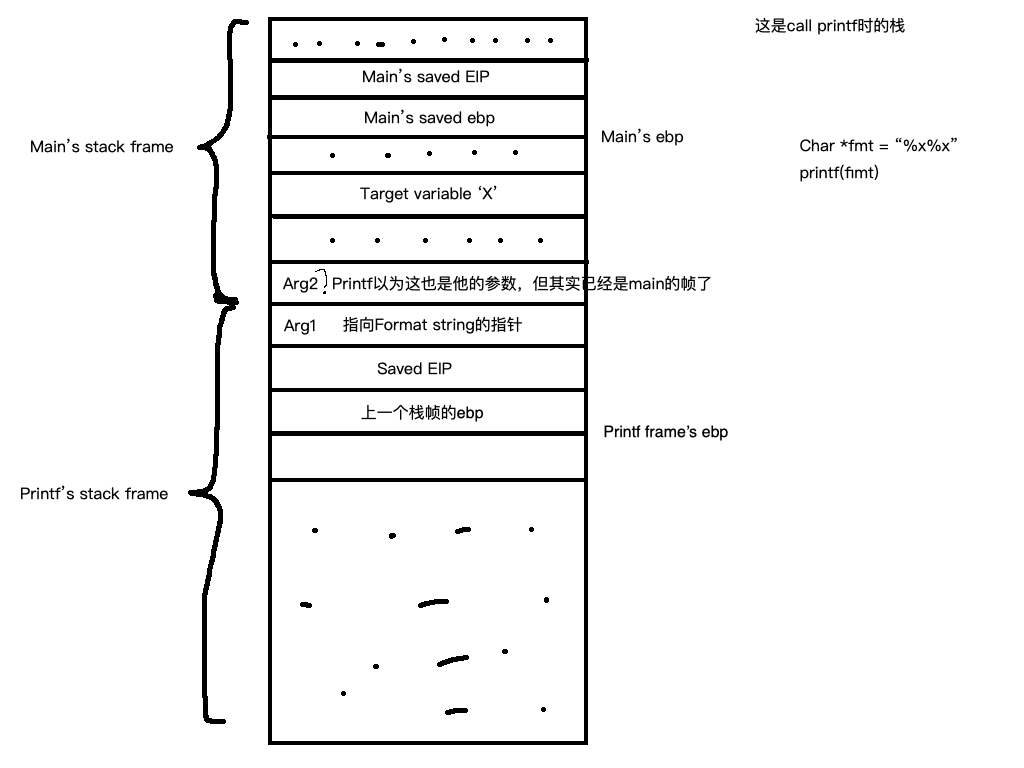 这是call printf时的栈
Main’s saved EIP
Main’s saved ebp
Main’s ebp
Main’s stack frame
Char *fmt = “%x%x”
printf(fimt)
Target variable ‘X’
Arg2? Printf以为这也是他的参数，但其实已经是main的帧了
Arg1 指向Format string的指针
Saved EIP
上一个栈帧的ebp
Printf frame’s ebp
Printf’s stack frame